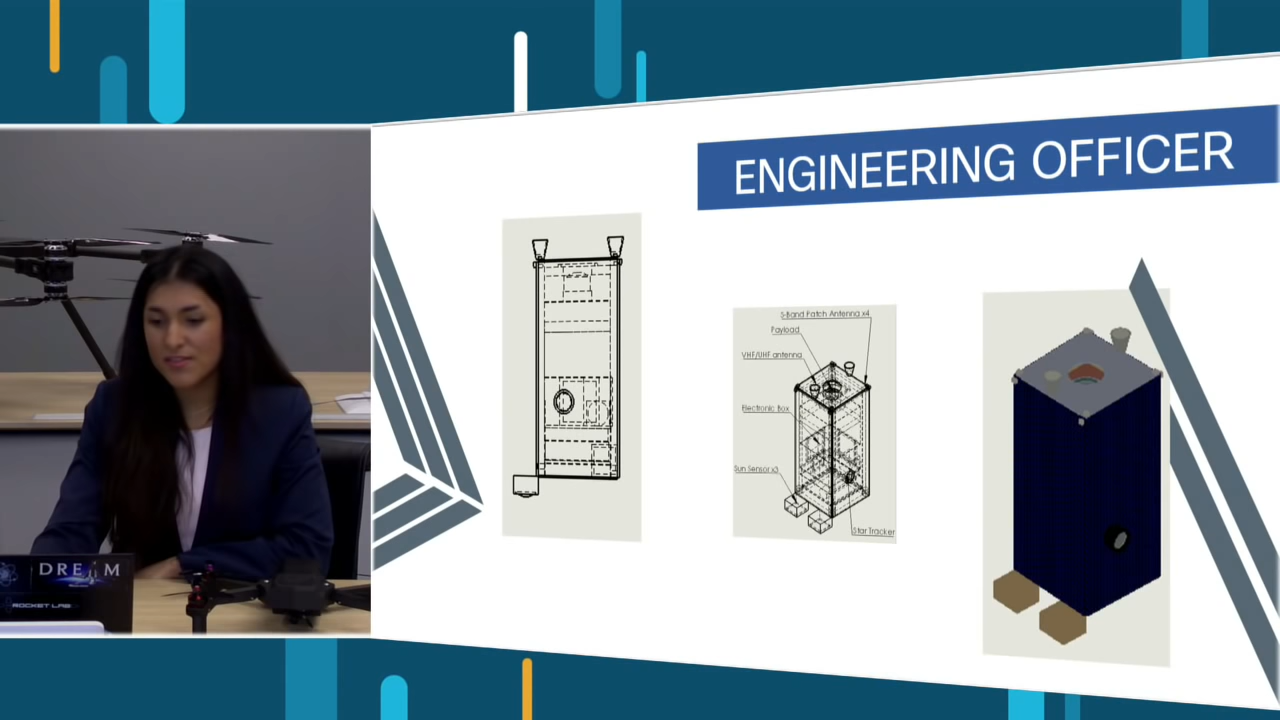 ENGINEERING OFFICER
S-Band Patch Antenna x4
Payload
VHF/UHF antenna
Electronic Box
Sun Sensor x3
Star Tracker
DREAM
ROCKET LAB